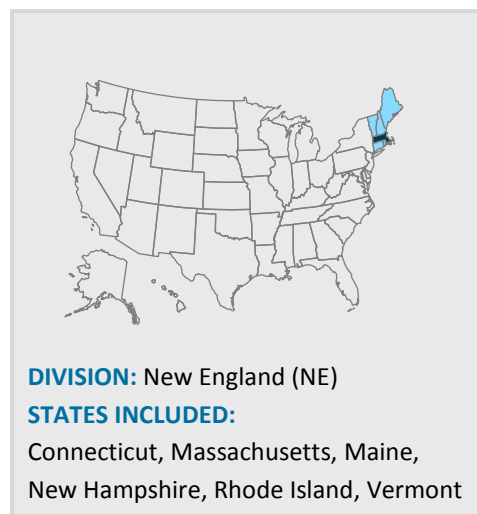 DIVISION: New England (NE)
STATES INCLUDED:
Connecticut, Massachusetts, Maine,
New Hampshire, Rhode Island, Vermont